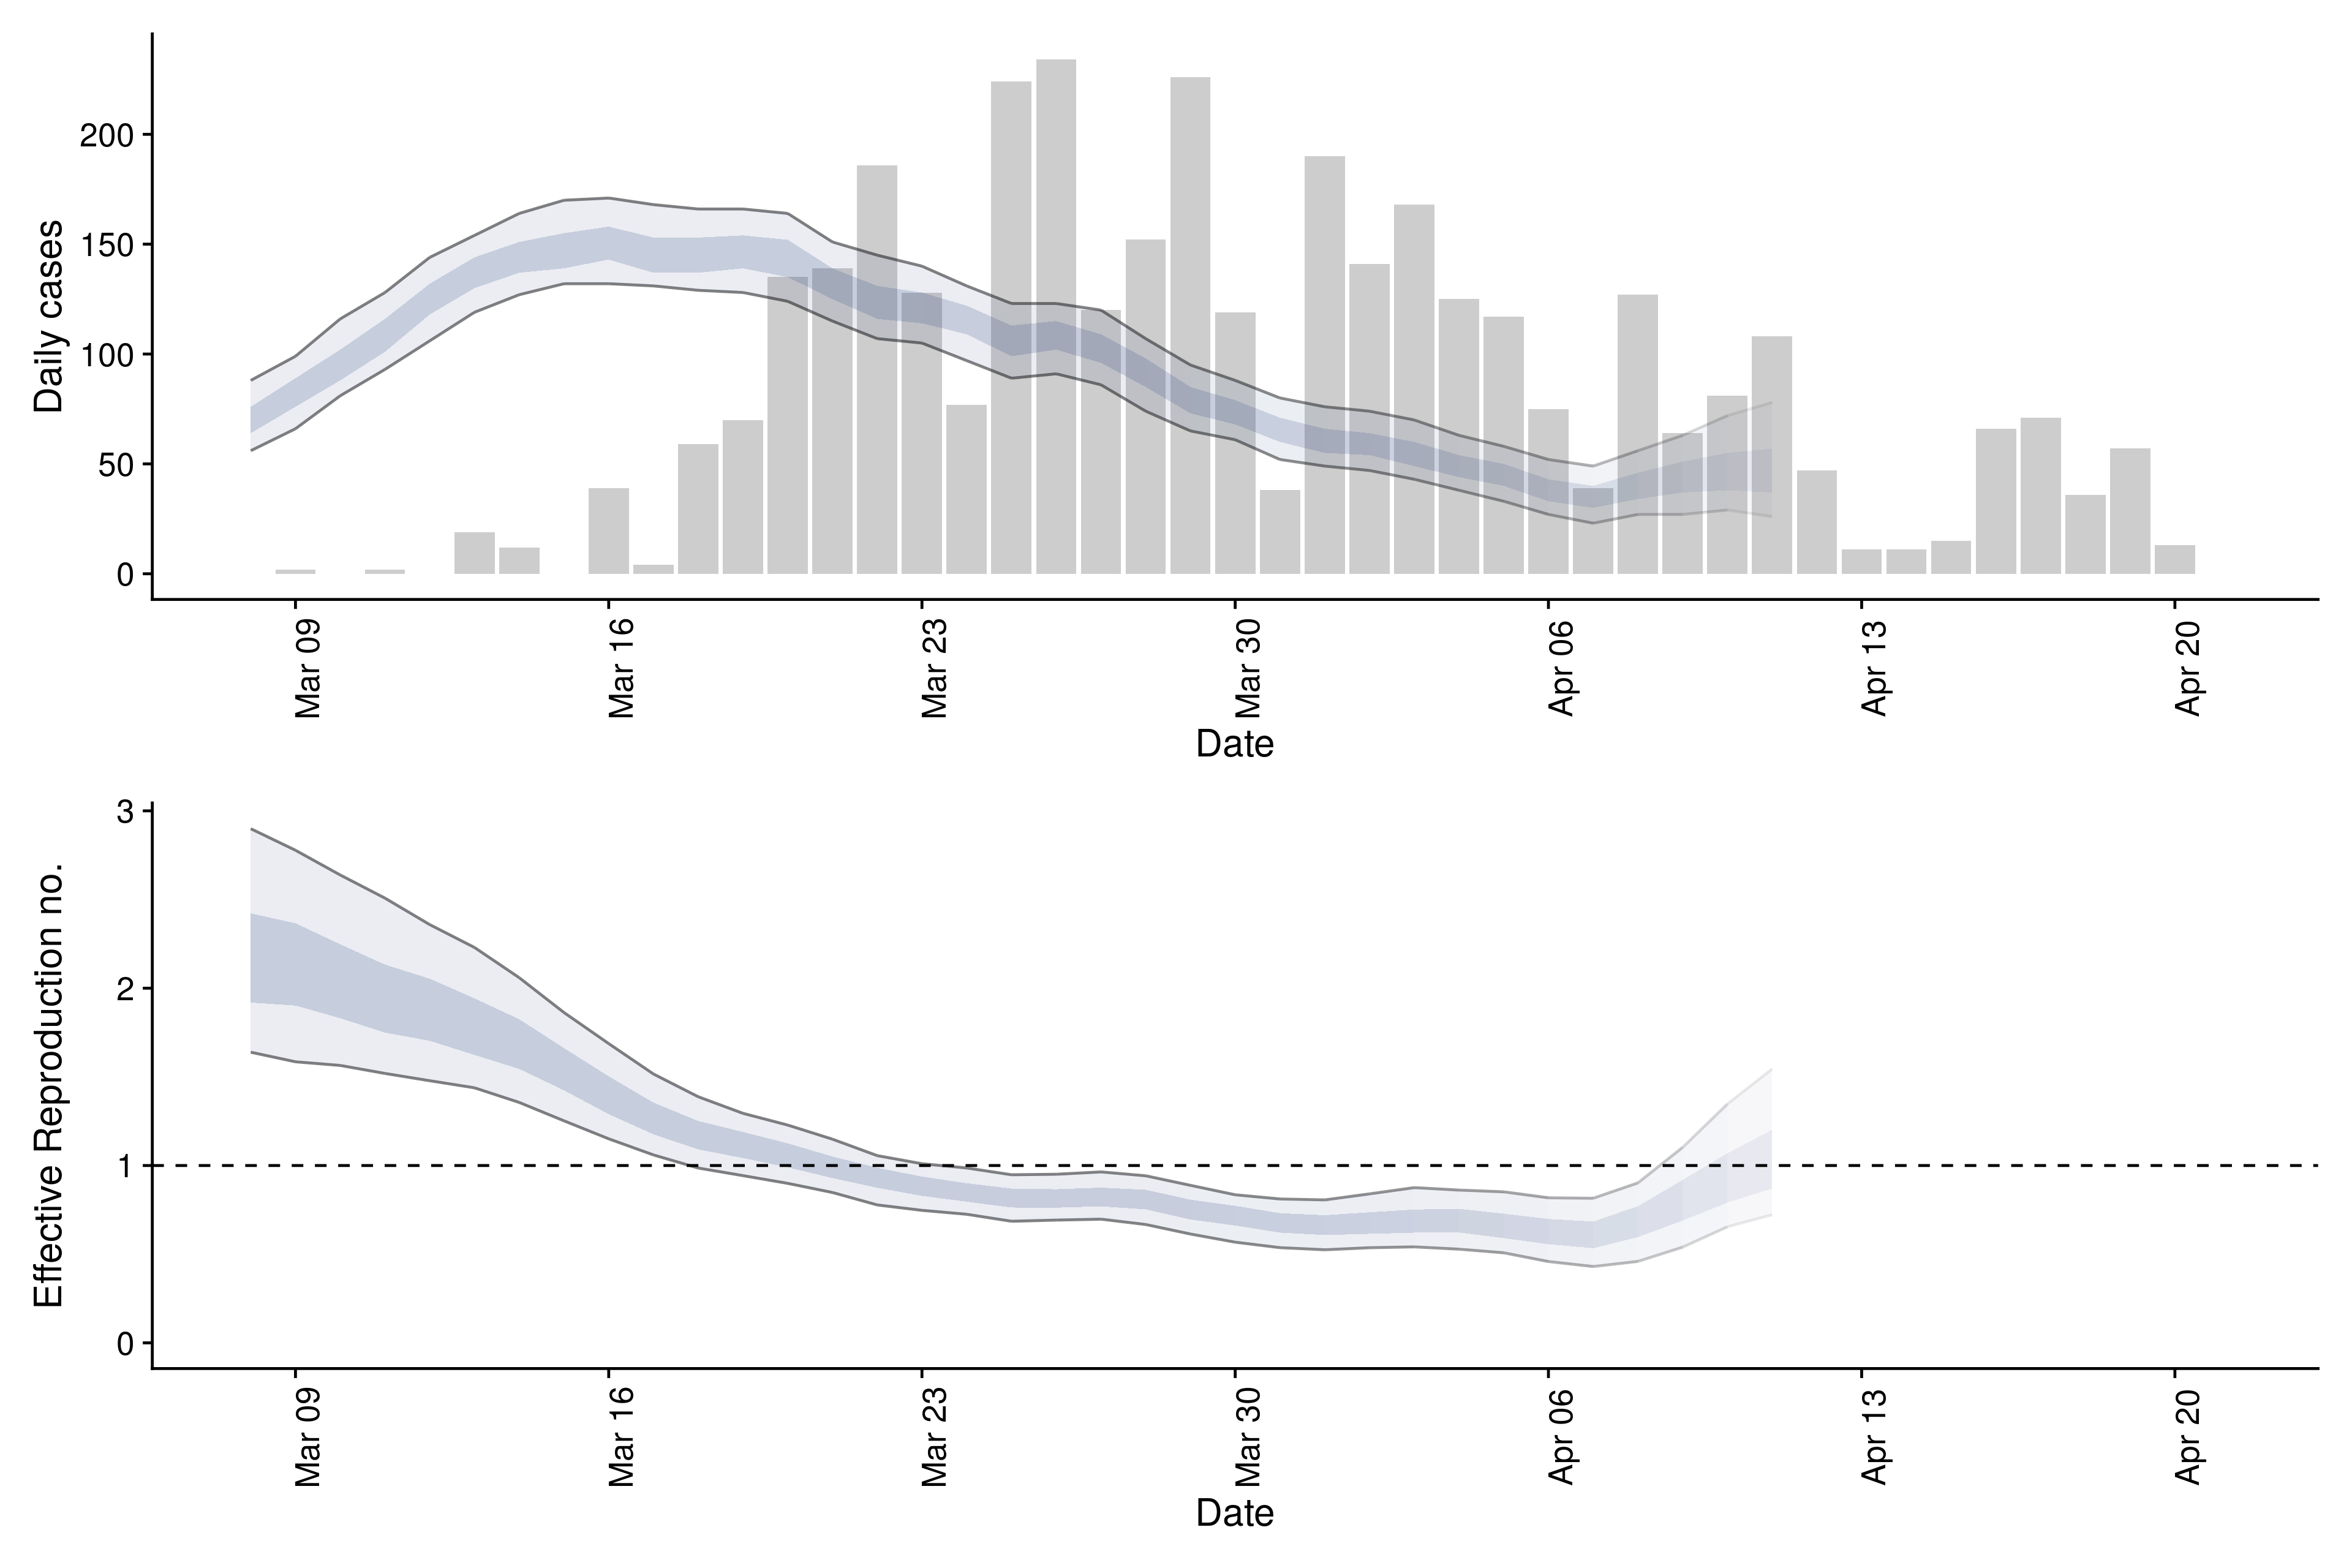 Daily cases
200
150
100
50
0
Mar 09
Mar 16
Mar 23
Mar 30
Apr 06
Apr 13
Apr 20
Date
Effective Reproduction no.
3
2
1
0
Mar 09
Mar 16
Mar 23
Mar 30
Apr 06
Apr 13
Apr 20
Date